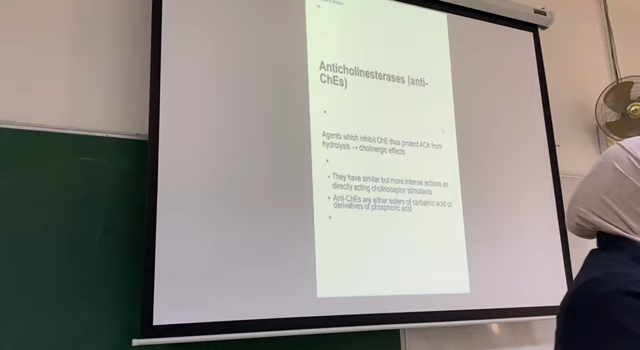 Anticholinesterases (anti-
ChEs)
Agents which inhibit ChE thus protect ACh from
hydrolysis → cholinergic effects
• They have similar but more intense actions as
directly acting cholinoceptor stimulants
• Anti-ChEs are either esters of carbamic acid or
derivatives of phosphoric acid